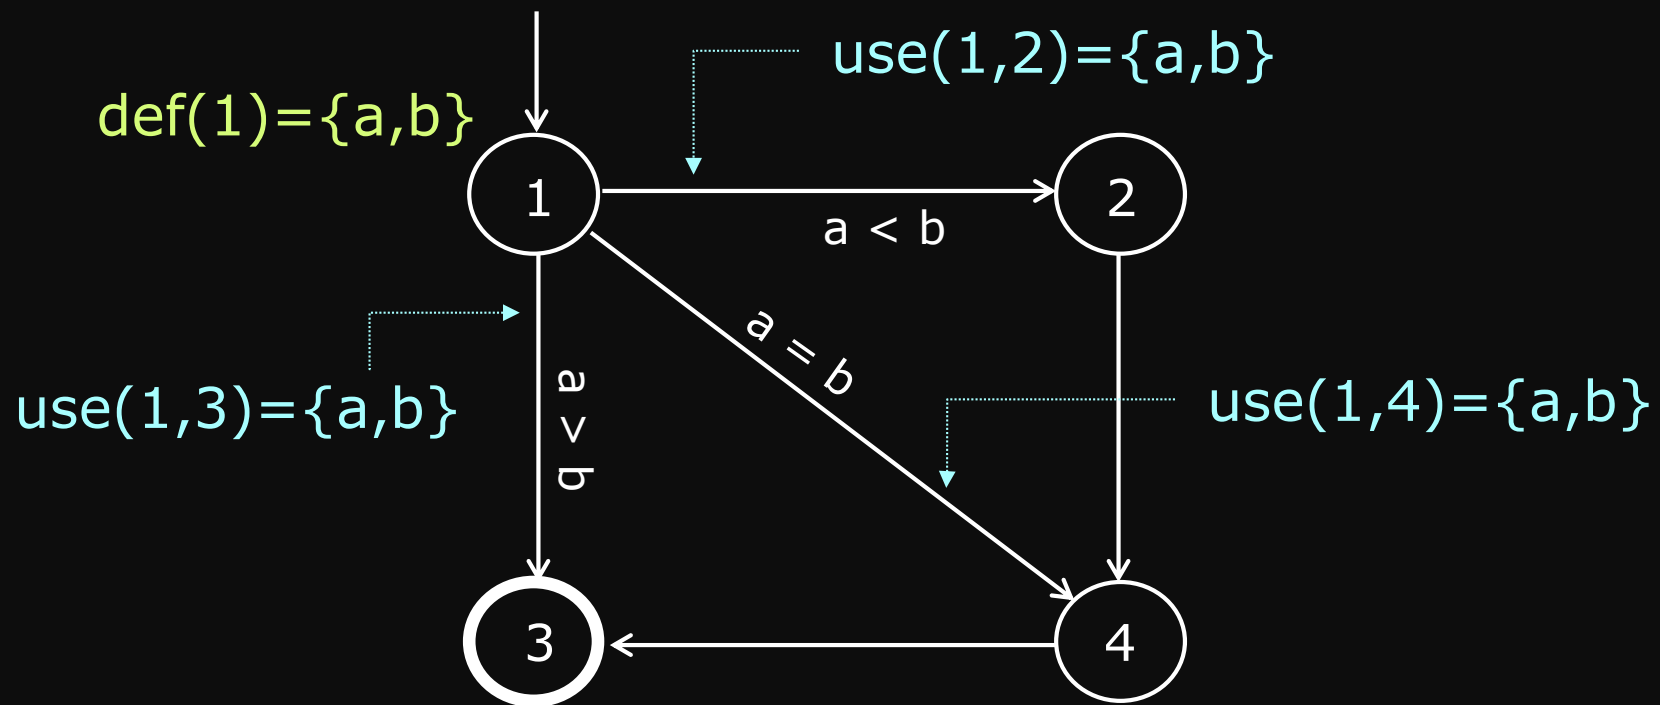 use(1,2)={a,b}
def(1)={a,b}
1
2
a < b
a = b
use(1,3)={a,b}
a > b
use(1,4)={a,b}
3
4